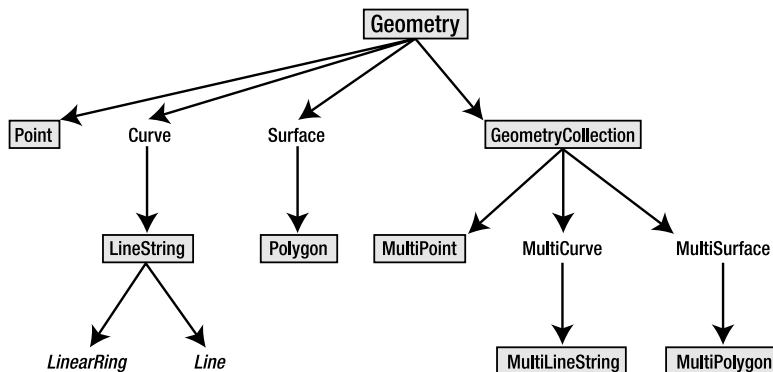 Geometry
Point Curve Surface GeometryCollection
LineString Polygon MultiPoint MultiCurve MultiSurface
LinearRing Line MultiLineString MultiPolygon